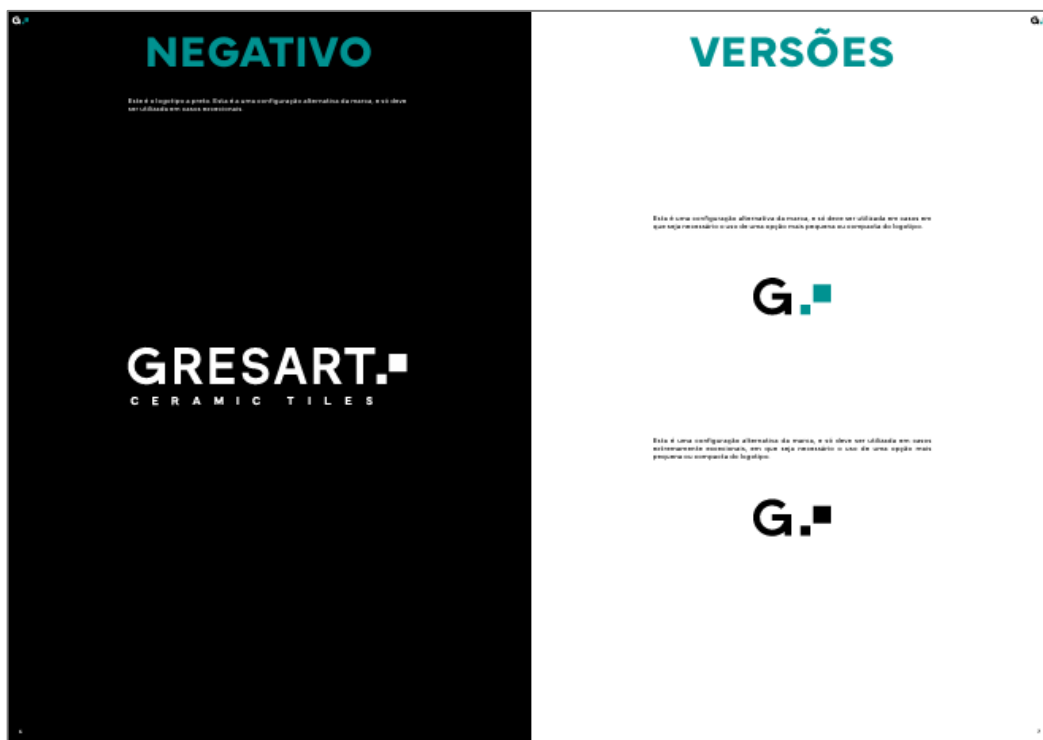 G.
NEGATIVO
Este é o logotipo a preto. Esta é a uma configuração alternativa da marca, e só deve
ser utilizada em casos excecionais.
GRESART.
CERAMIC TILES
6
G.
VERSÕES
Esta é uma configuração alternativa da marca, e só deve ser utilizada em casos em
que seja necessário o uso de uma opção mais pequena ou compacta do logotipo.
G.
Esta é uma configuração alternativa da marca, e só deve ser utilizada em casos
extremamente excecionais, em que seja necessário o uso de uma opção mais
pequena ou compacta do logotipo.
G.
7